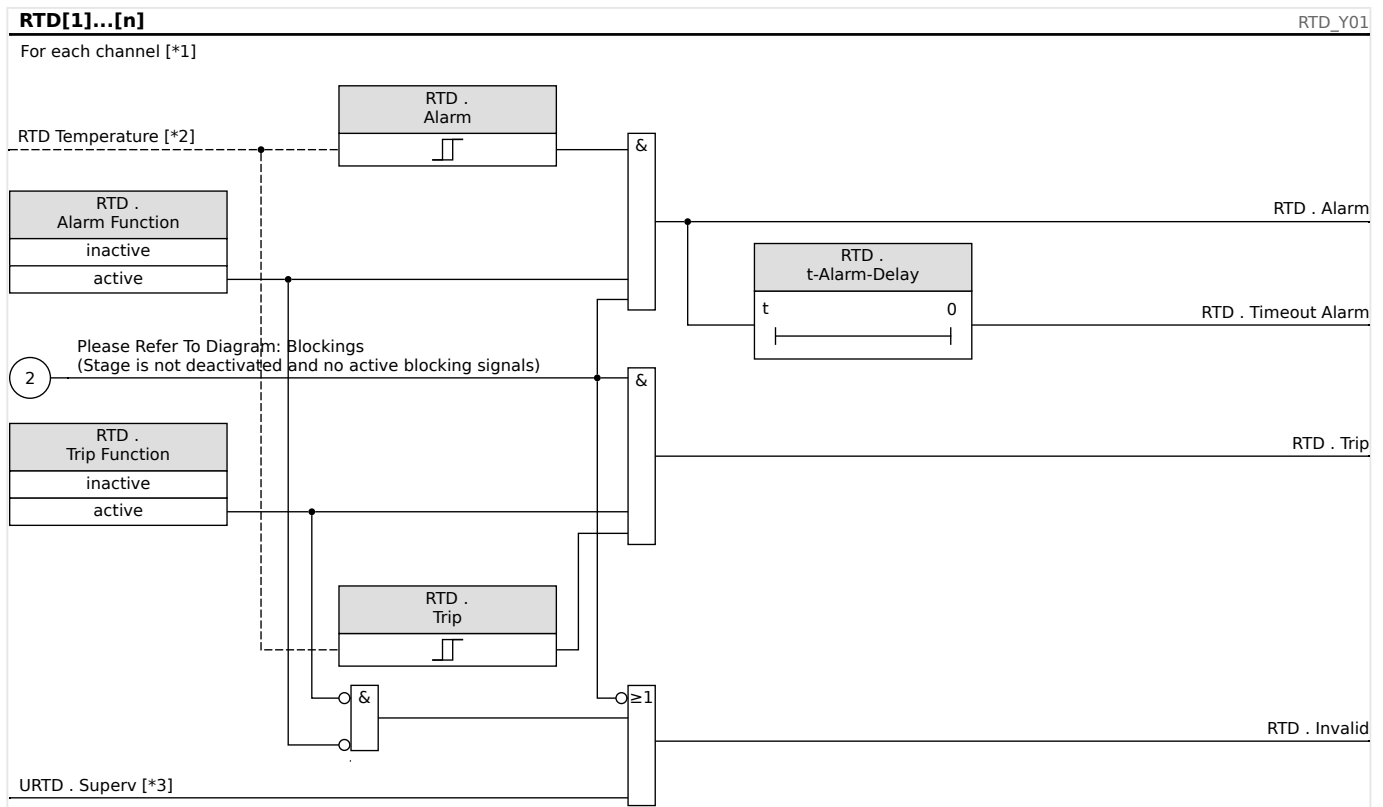 RTD[1]...[n]
RTD_Y01
For each channel [*1]
RTD .
Alarm
RTD Temperature [*2]
&
RTD .
Alarm Function
inactive
active
RTD . Alarm
RTD .
t-Alarm-Delay
t 0
RTD . Timeout Alarm
Please Refer To Diagram: Blockings
(Stage is not deactivated and no active blocking signals)
2
&
RTD .
Trip Function
inactive
active
RTD . Trip
RTD .
Trip
&
≥1
RTD . Invalid
URTD . Superv [*3]